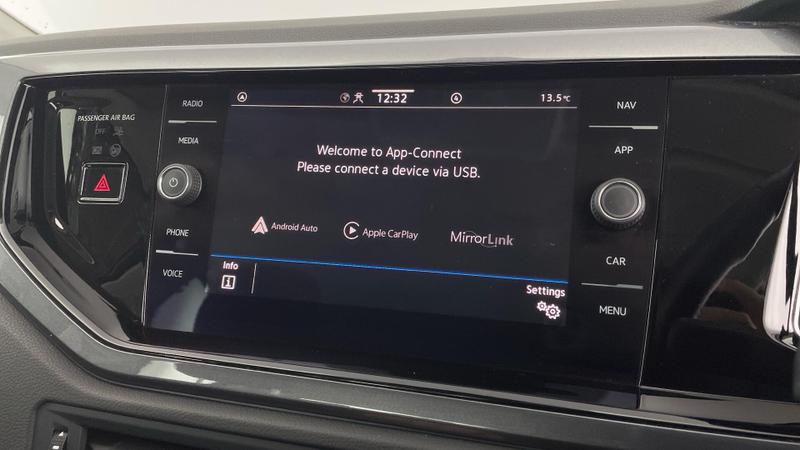 PASSENGER AIR BAG
OFF
RADIO
MEDIA
PHONE
VOICE
12:32
13.5°C
Welcome to App-Connect
Please connect a device via USB.
Android Auto
Apple CarPlay
MirrorLink
Info
i
Settings
NAV
APP
CAR
MENU